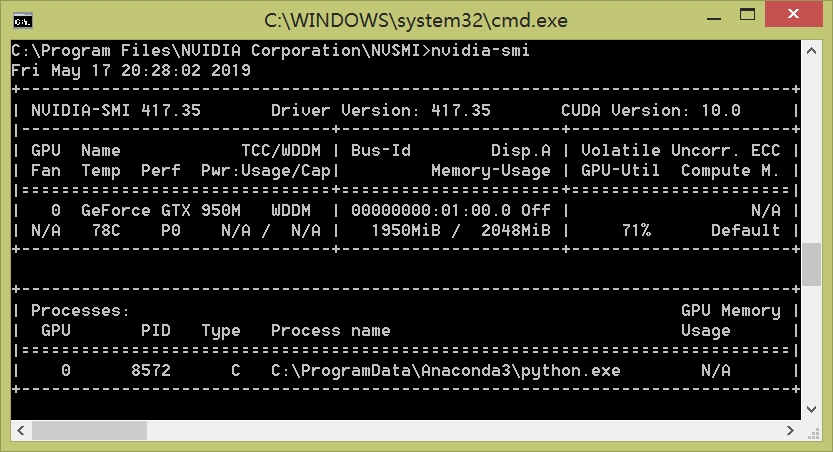 C:\WINDOWS\system32\cmd.exe
C:\Program Files\NVIDIA Corporation\NVSMI>nvidia-smi
Fri May 17 20:28:02 2019
+-----------------------------------------------------------------------------+
| NVIDIA-SMI 417.35       Driver Version: 417.35       CUDA Version: 10.0     |
|-------------------------------+----------------------+----------------------+
| GPU  Name            TCC/WDDM | Bus-Id        Disp.A | Volatile Uncorr. ECC |
| Fan  Temp  Perf  Pwr:Usage/Cap|         Memory-Usage | GPU-Util  Compute M. |
|===============================+======================+======================|
|   0  GeForce GTX 950M   WDDM  | 00000000:01:00.0 Off |                  N/A |
| N/A   78C    P0     N/A /  N/A |   1950MiB /  2048MiB |     71%      Default |
+-------------------------------+----------------------+----------------------+
+-----------------------------------------------------------------------------+
| Processes:                                                       GPU Memory |
|  GPU       PID   Type   Process name                             Usage      |
|=============================================================================|
|    0      8572      C   C:\ProgramData\Anaconda3\python.exe        N/A      |
+-----------------------------------------------------------------------------+